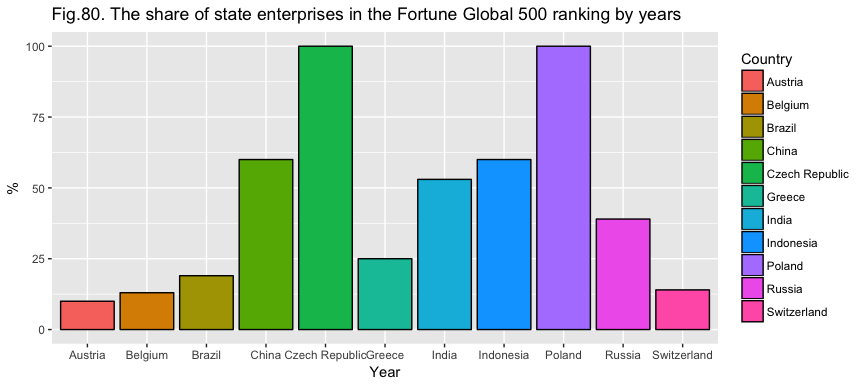 Fig.80. The share of state enterprises in the Fortune Global 500 ranking by years
100
75
50
25
0
%
Austria Belgium Brazil China Czech Republic Greece India Indonesia Poland Russia Switzerland
Year
Country
Austria
Belgium
Brazil
China
Czech Republic
Greece
India
Indonesia
Poland
Russia
Switzerland